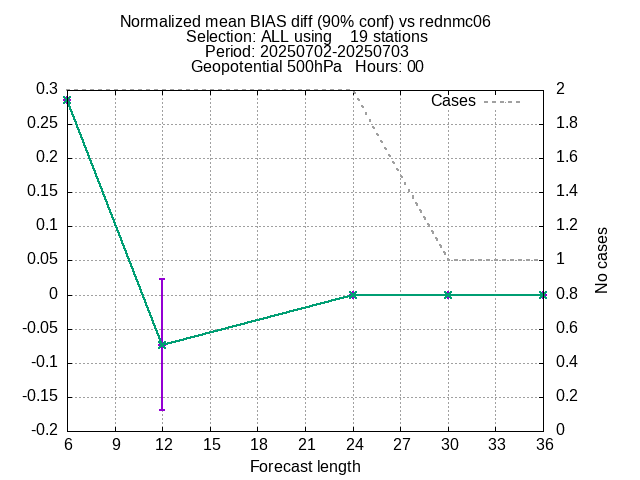 Normalized mean BIAS diff (90% conf) vs rednmc06
Selection: ALL using    19 stations
Period: 20250702-20250703
Geopotential 500hPa   Hours: 00
Cases
0.3
0.25
0.2
0.15
0.1
0.05
0
-0.05
-0.1
-0.15
-0.2
2
1.8
1.6
1.4
1.2
1
0.8
0.6
0.4
0.2
0
No cases
6 9 12 15 18 21 24 27 30 33 36
Forecast length